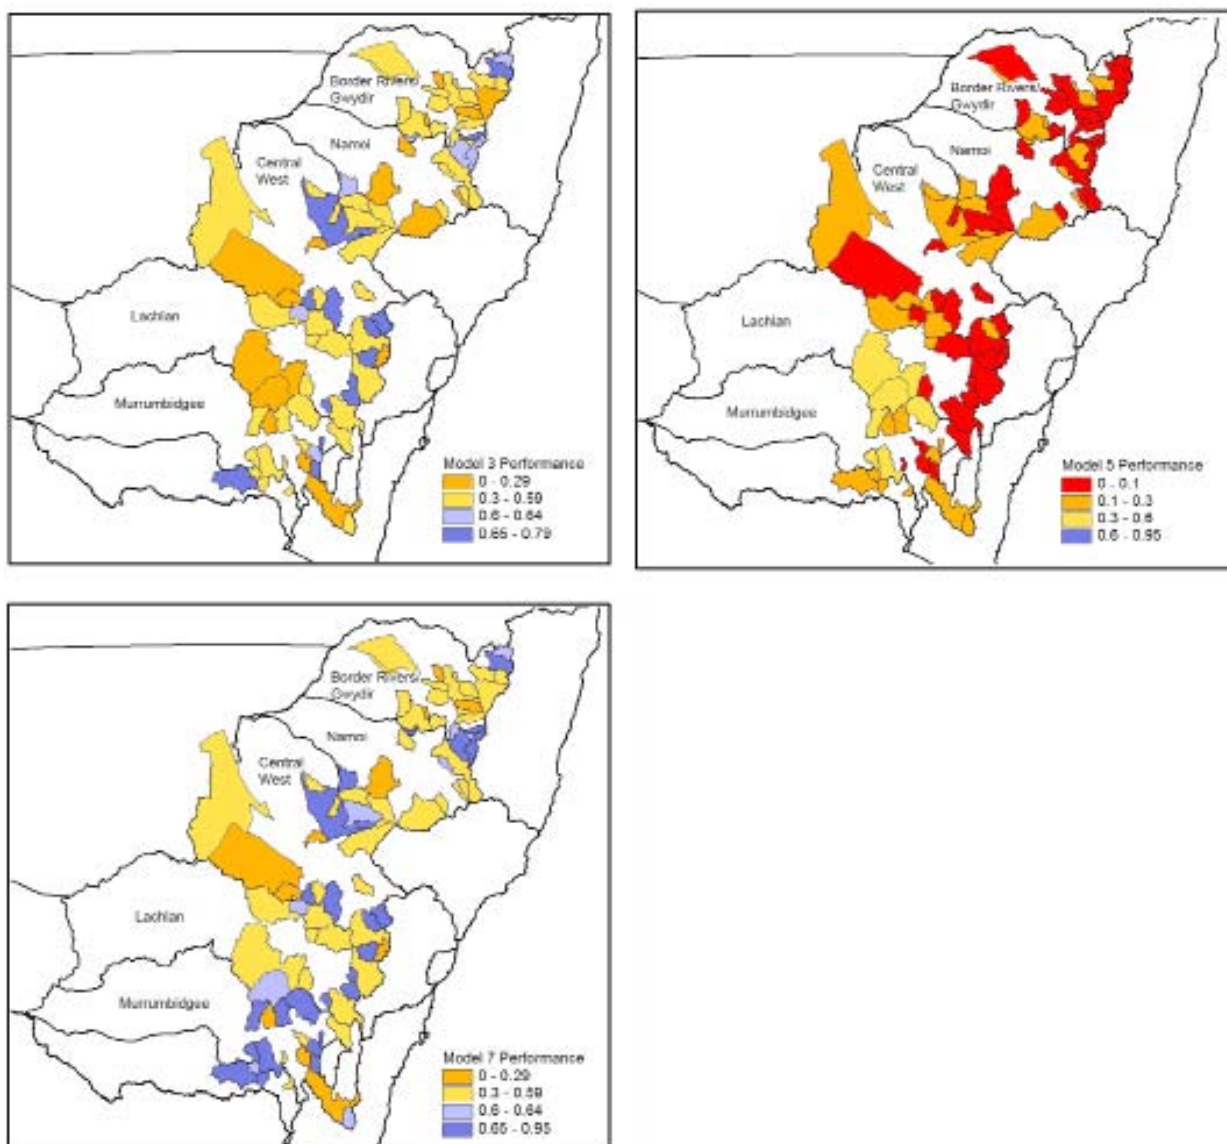 Border Rivers/
Gwydir
Namoi
Central
West
Lachlan
Murrumbidgee
Model 3 Performance
0 - 0.29
0.3 - 0.59
0.6 - 0.64
0.65 - 0.79
Border Rivers/
Gwydir
Namoi
Central
West
Lachlan
Murrumbidgee
Model 5 Performance
0 - 0.1
0.1 - 0.3
0.3 - 0.6
0.6 - 0.95
Border Rivers/
Gwydir
Namoi
Central
West
Lachlan
Murrumbidgee
Model 7 Performance
0 - 0.29
0.3 - 0.59
0.6 - 0.64
0.65 - 0.95